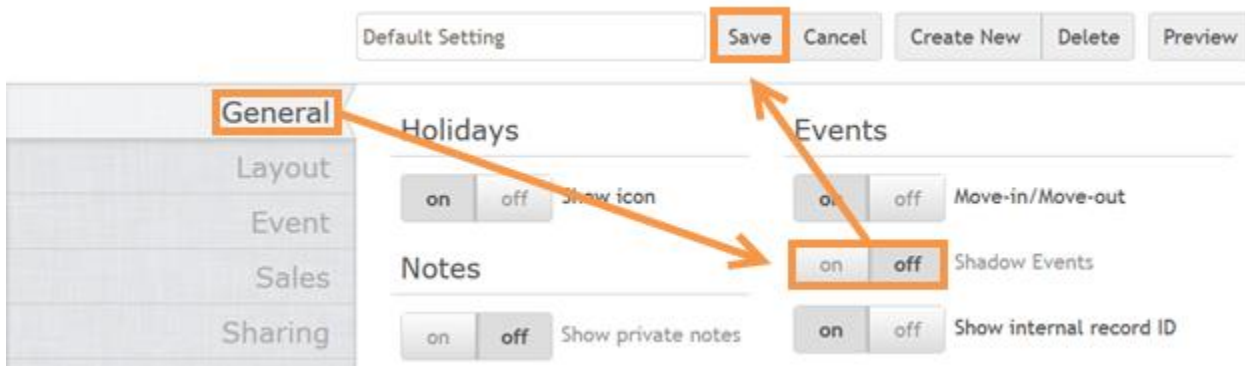 Default Setting Save Cancel Create New Delete Preview
General
Layout
Event
Sales
Sharing
Holidays
on off Show icon
Notes
on off Show private notes
Events
on off Move-in/Move-out
on off Shadow Events
on off Show internal record ID